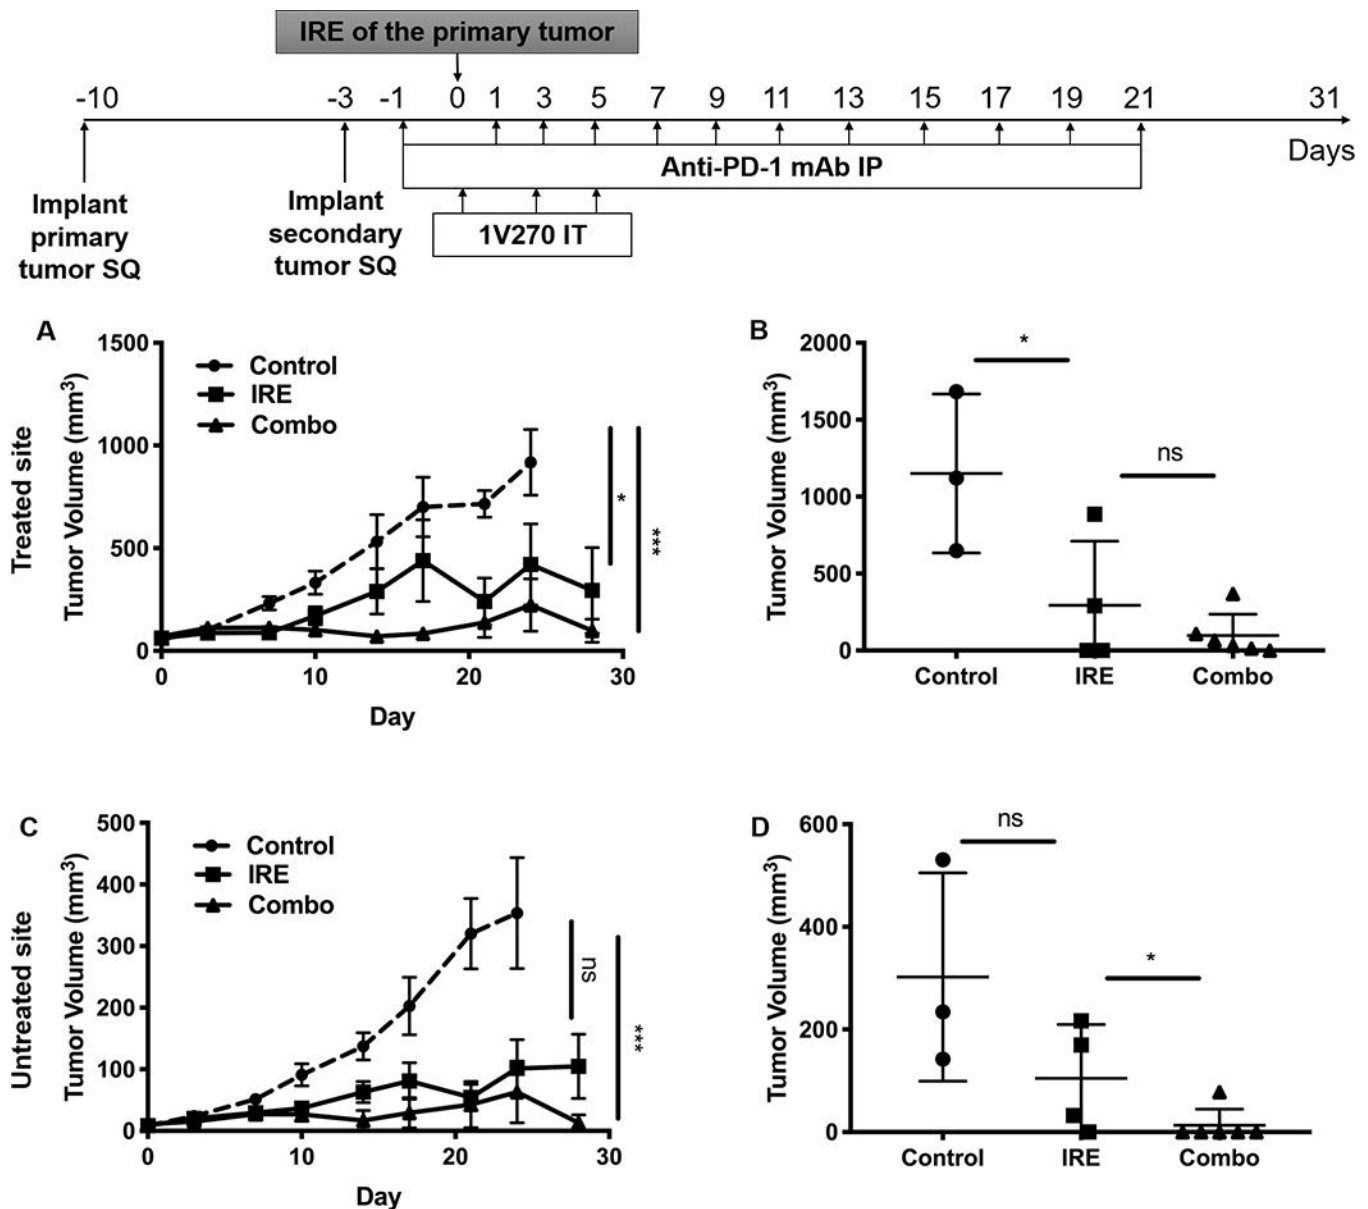 IRE of the primary tumor
-10 -3 -1 0 1 3 5 7 9 11 13 15 17 19 21 31
Days
Anti-PD-1 mAb IP
1V270 IT
Implant
primary
tumor SQ
Implant
secondary
tumor SQ
A
Treated site
Tumor Volume (mm³)
1500
1000
500
0
Control
IRE
Combo
*
***
0 10 20 30
Day
B
Tumor Volume (mm³)
2000
1500
1000
500
0
*
ns
Control IRE Combo
C
Untreated site
Tumor Volume (mm³)
500
400
300
200
100
0
Control
IRE
Combo
ns
***
0 10 20 30
Day
D
Tumor Volume (mm³)
600
400
200
0
ns
*
Control IRE Combo